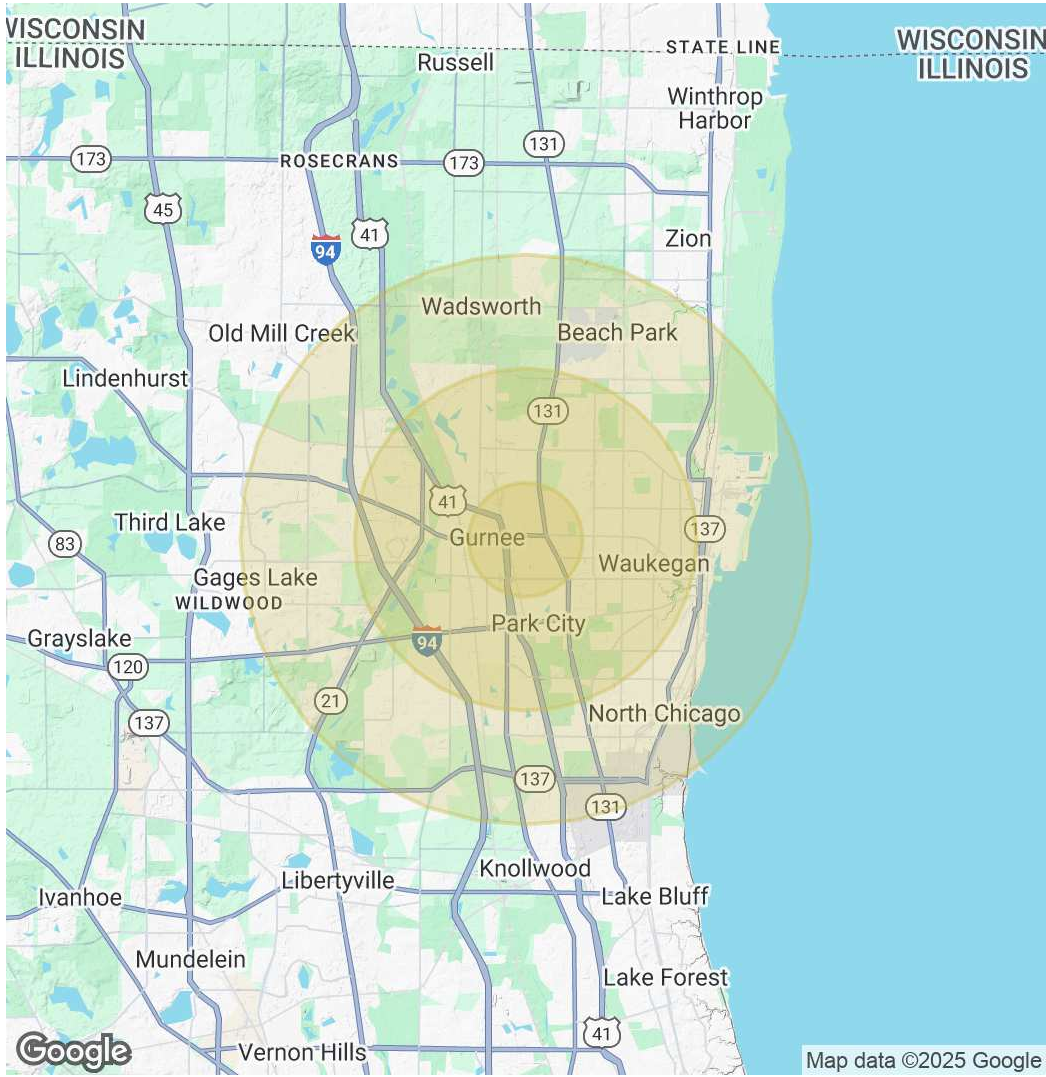 WISCONSIN
ILLINOIS
WISCONSIN
ILLINOIS
STATE LINE
Russell
Winthrop
Harbor
131
173
ROSECRANS
173
45
41
94
Zion
Wadsworth
Old Mill Creek
Beach Park
Lindenhurst
131
41
Third Lake
Gurnee
137
83
Waukegan
Gages Lake
WILDWOOD
Park City
Grayslake
94
120
21
137
North Chicago
137
131
Knollwood
Libertyville
Ivanhoe
Lake Bluff
Mundelein
Lake Forest
41
Google
Vernon Hills
Map data ©2025 Google